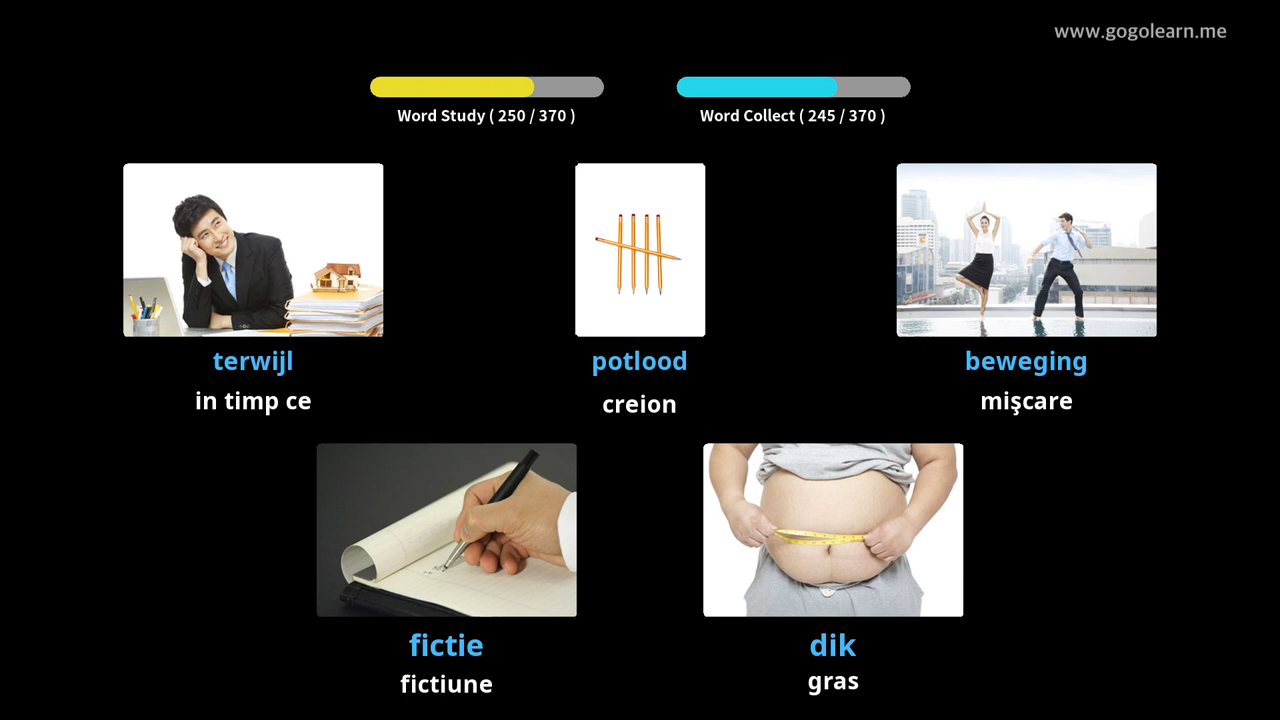 www.gogolearn.me
Word Study ( 250 / 370 )
Word Collect ( 245 / 370 )
terwijl
potlood
beweging
in timp ce
creion
mişcare
fictie
dik
fictiune
gras